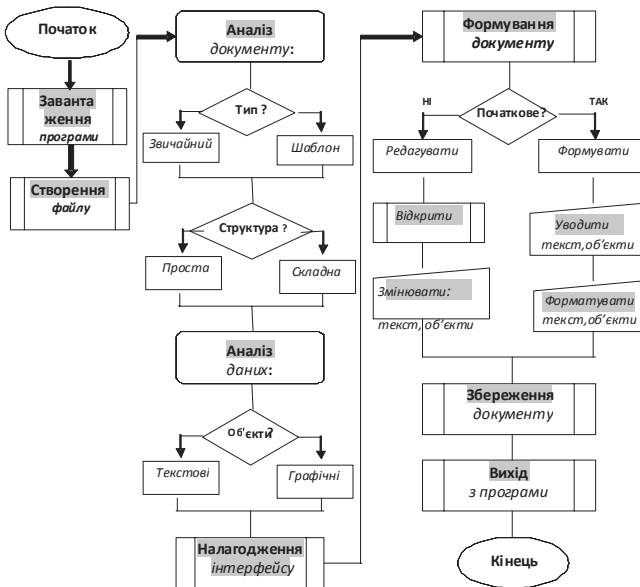 Початок
Заванта
ження
програми
Створення
файлу
Аналіз
документу:
Тип ?
Звичайний
Шаблон
Структура ?
Проста
Складна
Аналіз
даних:
Об'єкти?
Текстові
Графічні
Налагодження
інтерфейсу
Формування
документу
НІ
Початкове?
ТАК
Редагувати
Формувати
Відкрити
Уводити
текст,об'єкти
Змінювати:
текст,об'єкти
Форматувати
текст,об'єкти
Збереження
документу
Вихід
з програми
Кінець